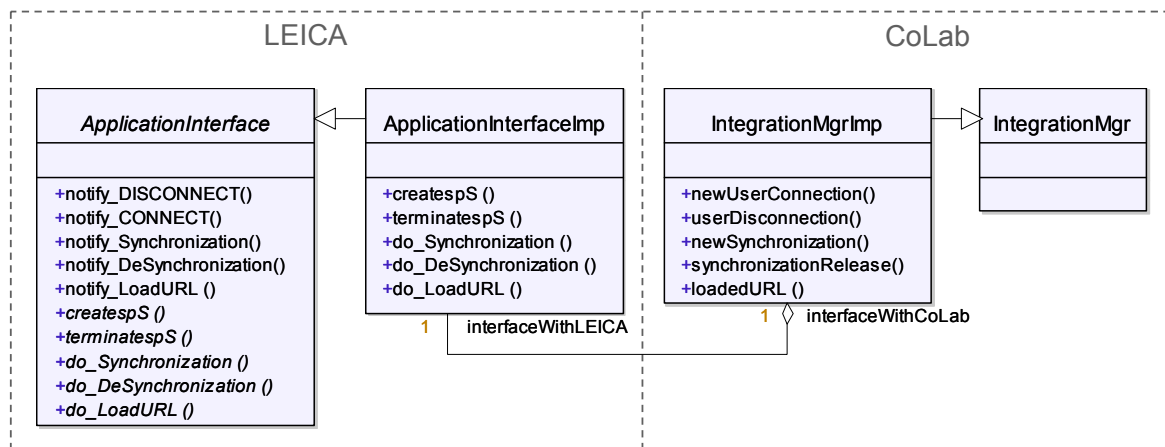 LEICA
CoLab
ApplicationInterface
+notify_DISCONNECT()
+notify_CONNECT()
+notify_Synchronization()
+notify_DeSynchronization()
+notify_LoadURL ()
+createspS ()
+terminatespS ()
+do_Synchronization ()
+do_DeSynchronization ()
+do_LoadURL ()
ApplicationInterfaceImp
+createspS ()
+terminatespS ()
+do_Synchronization ()
+do_DeSynchronization ()
+do_LoadURL ()
1
interfaceWithLEICA
IntegrationMgrImp
+newUserConnection()
+userDisconnection()
+newSynchronization()
+synchronizationRelease()
+loadedURL ()
1
interfaceWithCoLab
IntegrationMgr